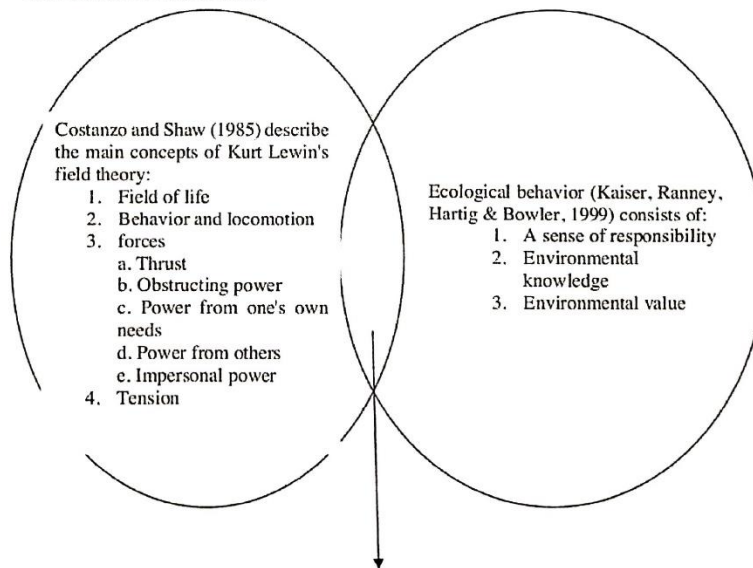 Costanzo and Shaw (1985) describe
the main concepts of Kurt Lewin's
field theory:
1. Field of life
2. Behavior and locomotion
3. forces
a. Thrust
b. Obstructing power
c. Power from one's own
needs
d. Power from others
e. Impersonal power
4. Tension
Ecological behavior (Kaiser, Ranney,
Hartig & Bowler, 1999) consists of:
1. A sense of responsibility
2. Environmental
knowledge
3. Environmental value